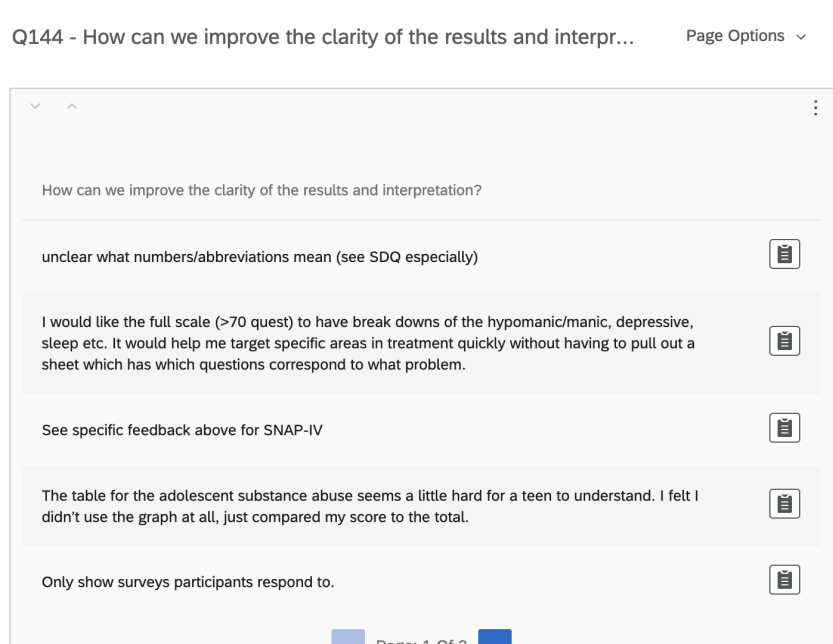 Q144 - How can we improve the clarity of the results and interpr...
Page Options
How can we improve the clarity of the results and interpretation?
unclear what numbers/abbreviations mean (see SDQ especially)
I would like the full scale (>70 quest) to have break downs of the hypomanic/manic, depressive,
sleep etc. It would help me target specific areas in treatment quickly without having to pull out a
sheet which has which questions correspond to what problem.
See specific feedback above for SNAP-IV
The table for the adolescent substance abuse seems a little hard for a teen to understand. I felt I
didn’t use the graph at all, just compared my score to the total.
Only show surveys participants respond to.
Page: 1 Of